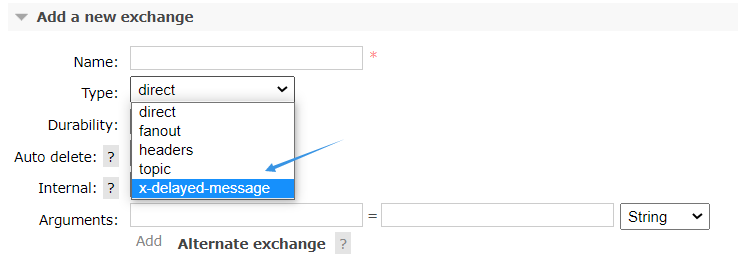 Add a new exchange
Name: *
Type: direct
direct
fanout
Durability:
headers
Auto delete: ?
topic
Internal: ?
x-delayed-message
Arguments: = String
Add Alternate exchange ?